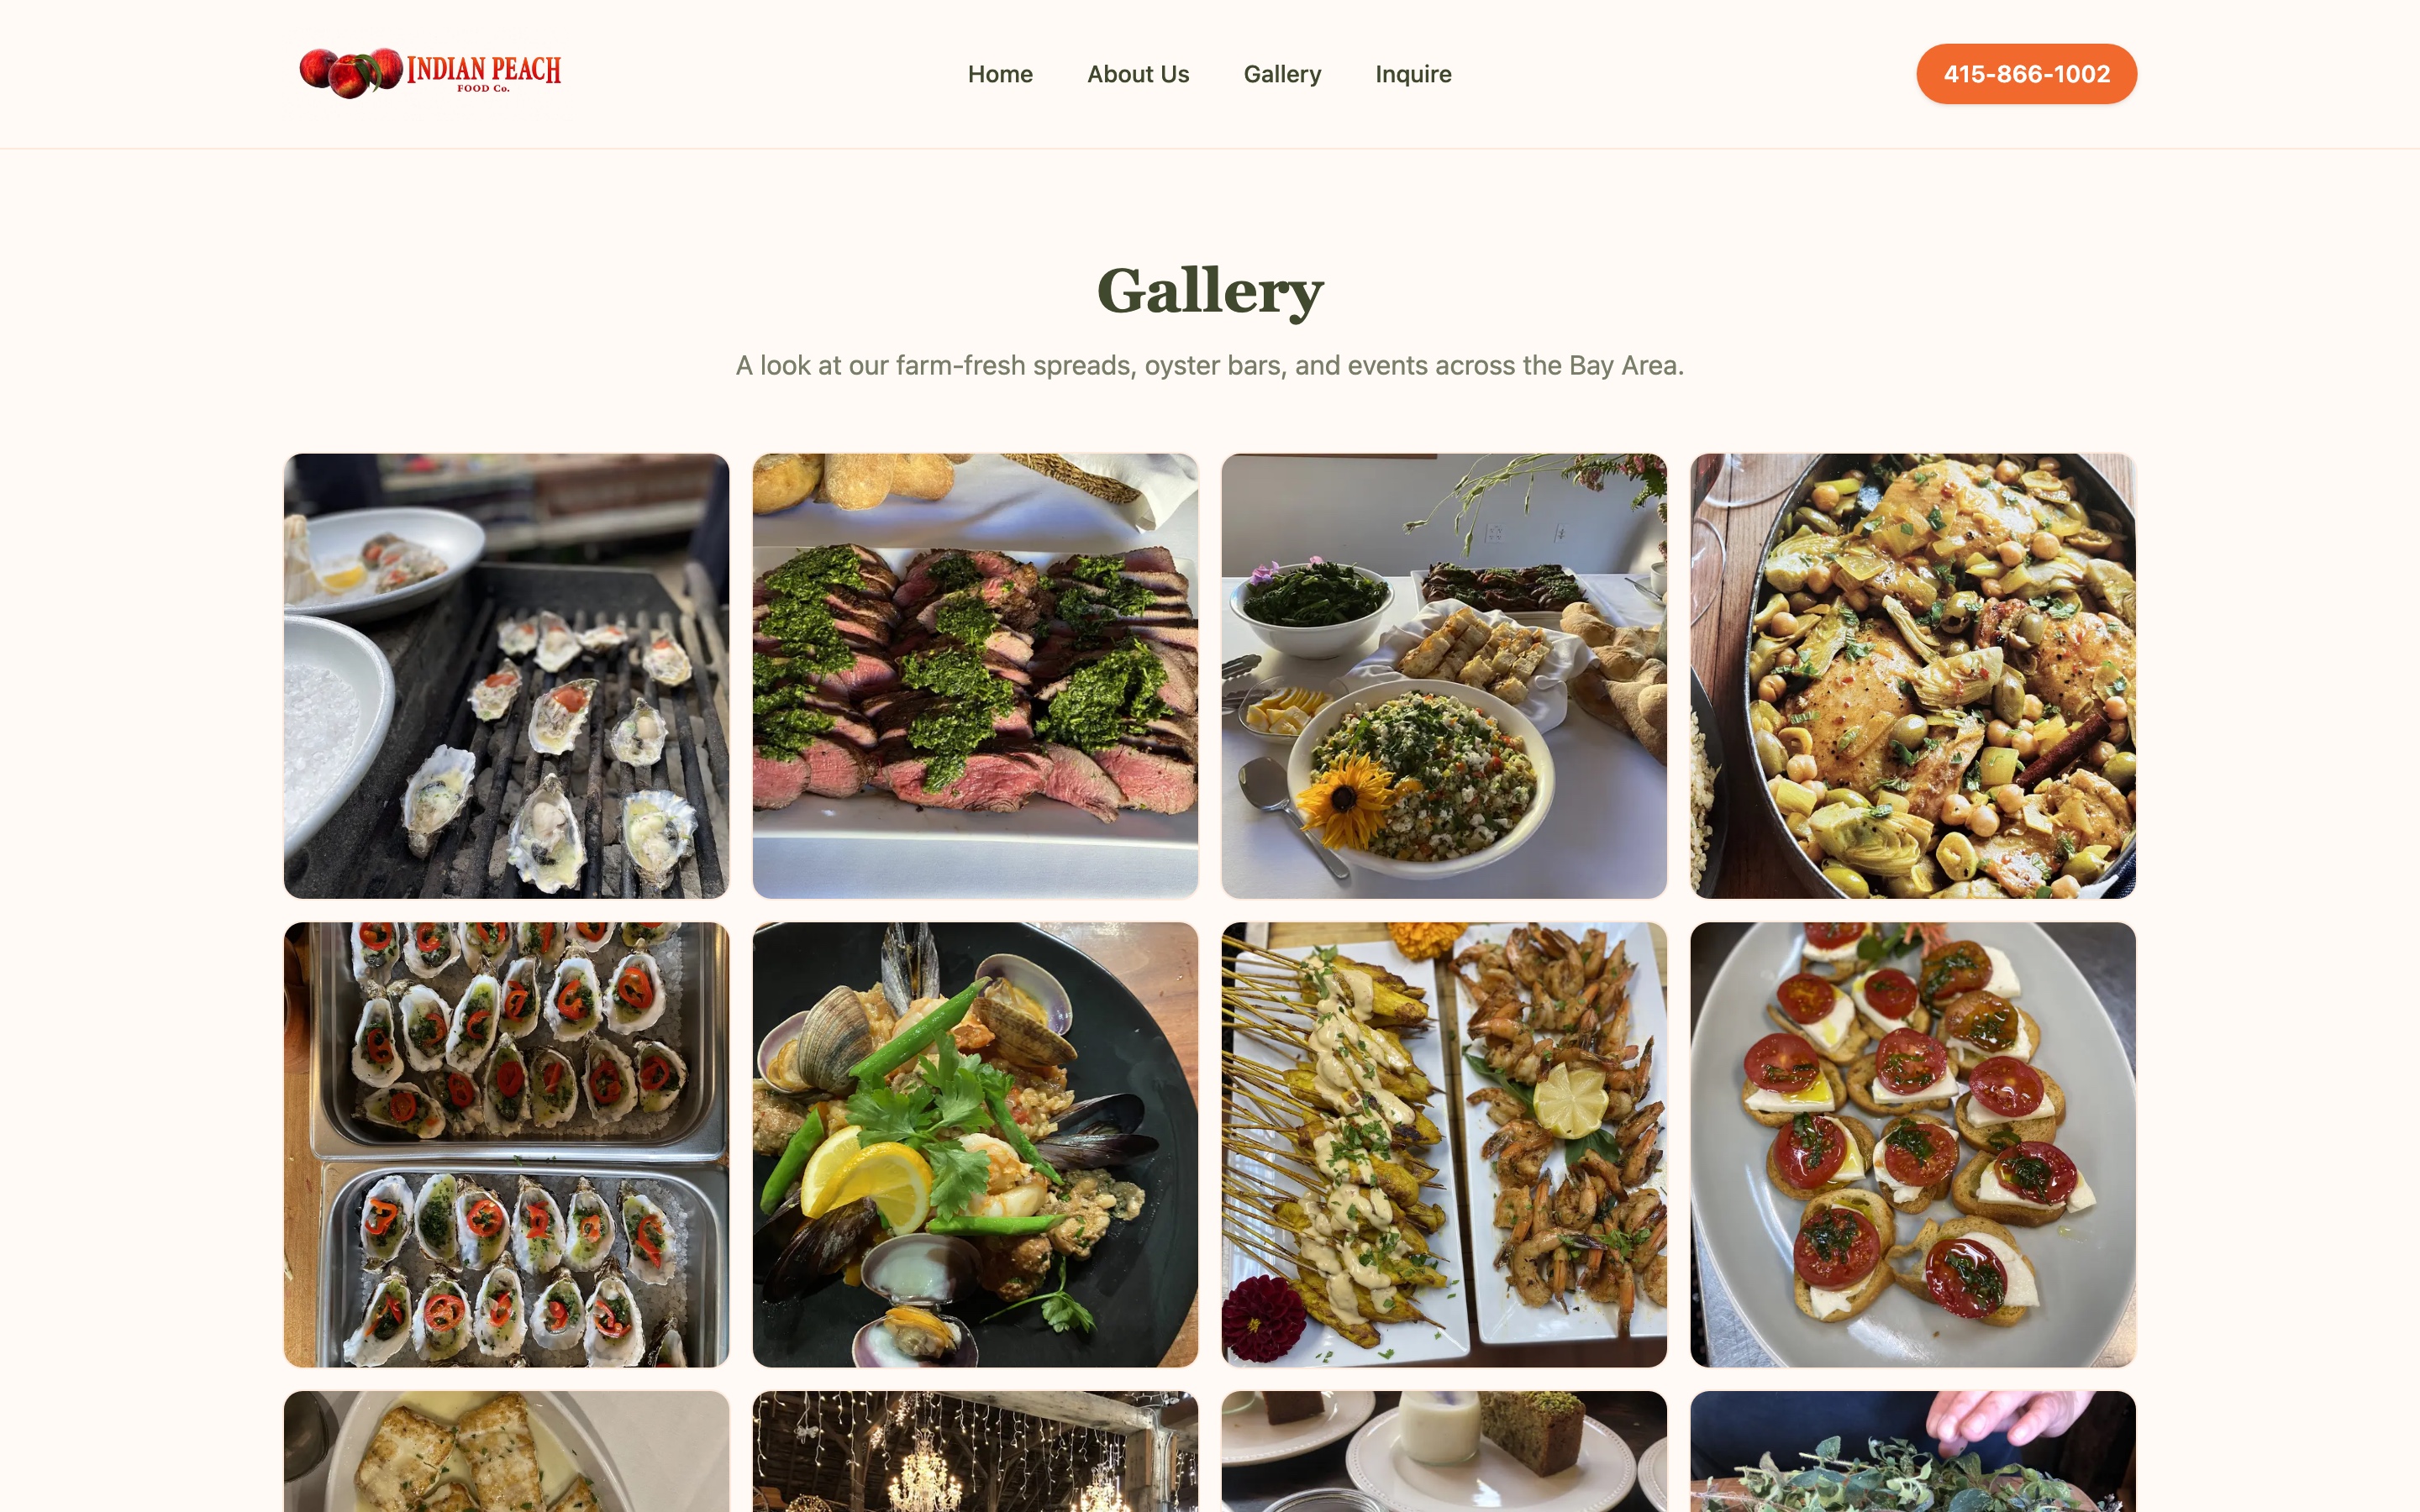 INDIAN PEACH
FOOD Co.
Home
About Us
Gallery
Inquire
415-866-1002
Gallery
A look at our farm-fresh spreads, oyster bars, and events across the Bay Area.